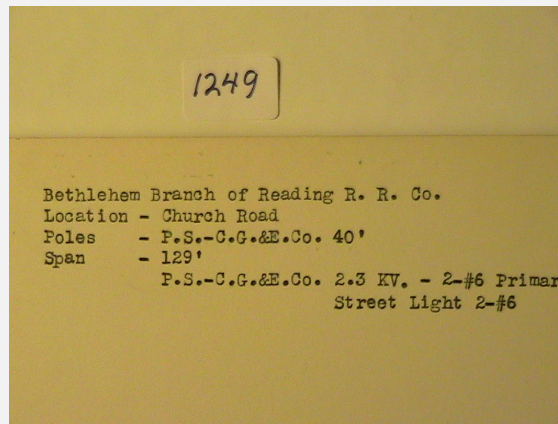 1249
Bethlehem Branch of Reading R. R. Co.
Location - Church Road
Poles - P.S.-C.G.&E.Co. 40'
Span - 129'
P.S.-C.G.&E.Co. 2.3 KV. - 2-#6 Primar
Street Light 2-#6